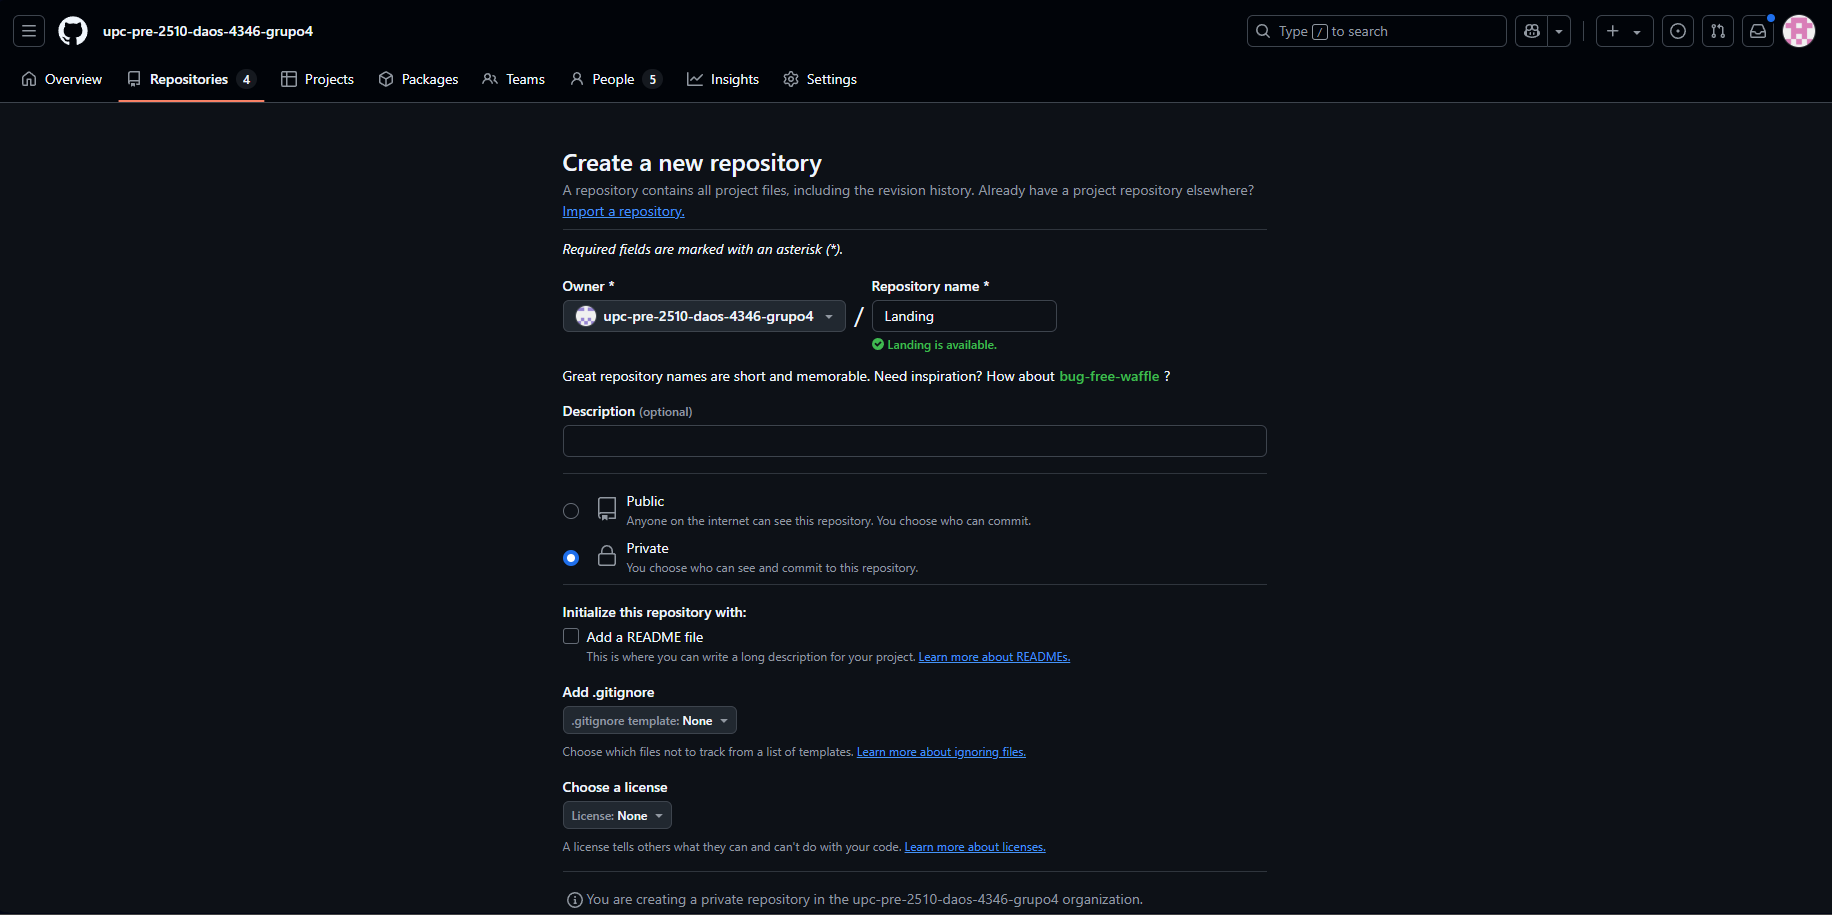 upc-pre-2510-daos-4346-grupo4
Type / to search
Overview
Repositories 4
Projects
Packages
Teams
People 5
Insights
Settings
Create a new repository
A repository contains all project files, including the revision history. Already have a project repository elsewhere?
Import a repository.
Required fields are marked with an asterisk (*).
Owner *
Repository name *
upc-pre-2510-daos-4346-grupo4
/
Landing
Landing is available.
Great repository names are short and memorable. Need inspiration? How about bug-free-waffle ?
Description (optional)
Public
Anyone on the internet can see this repository. You choose who can commit.
Private
You choose who can see and commit to this repository.
Initialize this repository with:
Add a README file
This is where you can write a long description for your project. Learn more about READMEs.
Add .gitignore
.gitignore template: None
Choose which files not to track from a list of templates. Learn more about ignoring files.
Choose a license
License: None
A license tells others what they can and can't do with your code. Learn more about licenses.
You are creating a private repository in the upc-pre-2510-daos-4346-grupo4 organization.